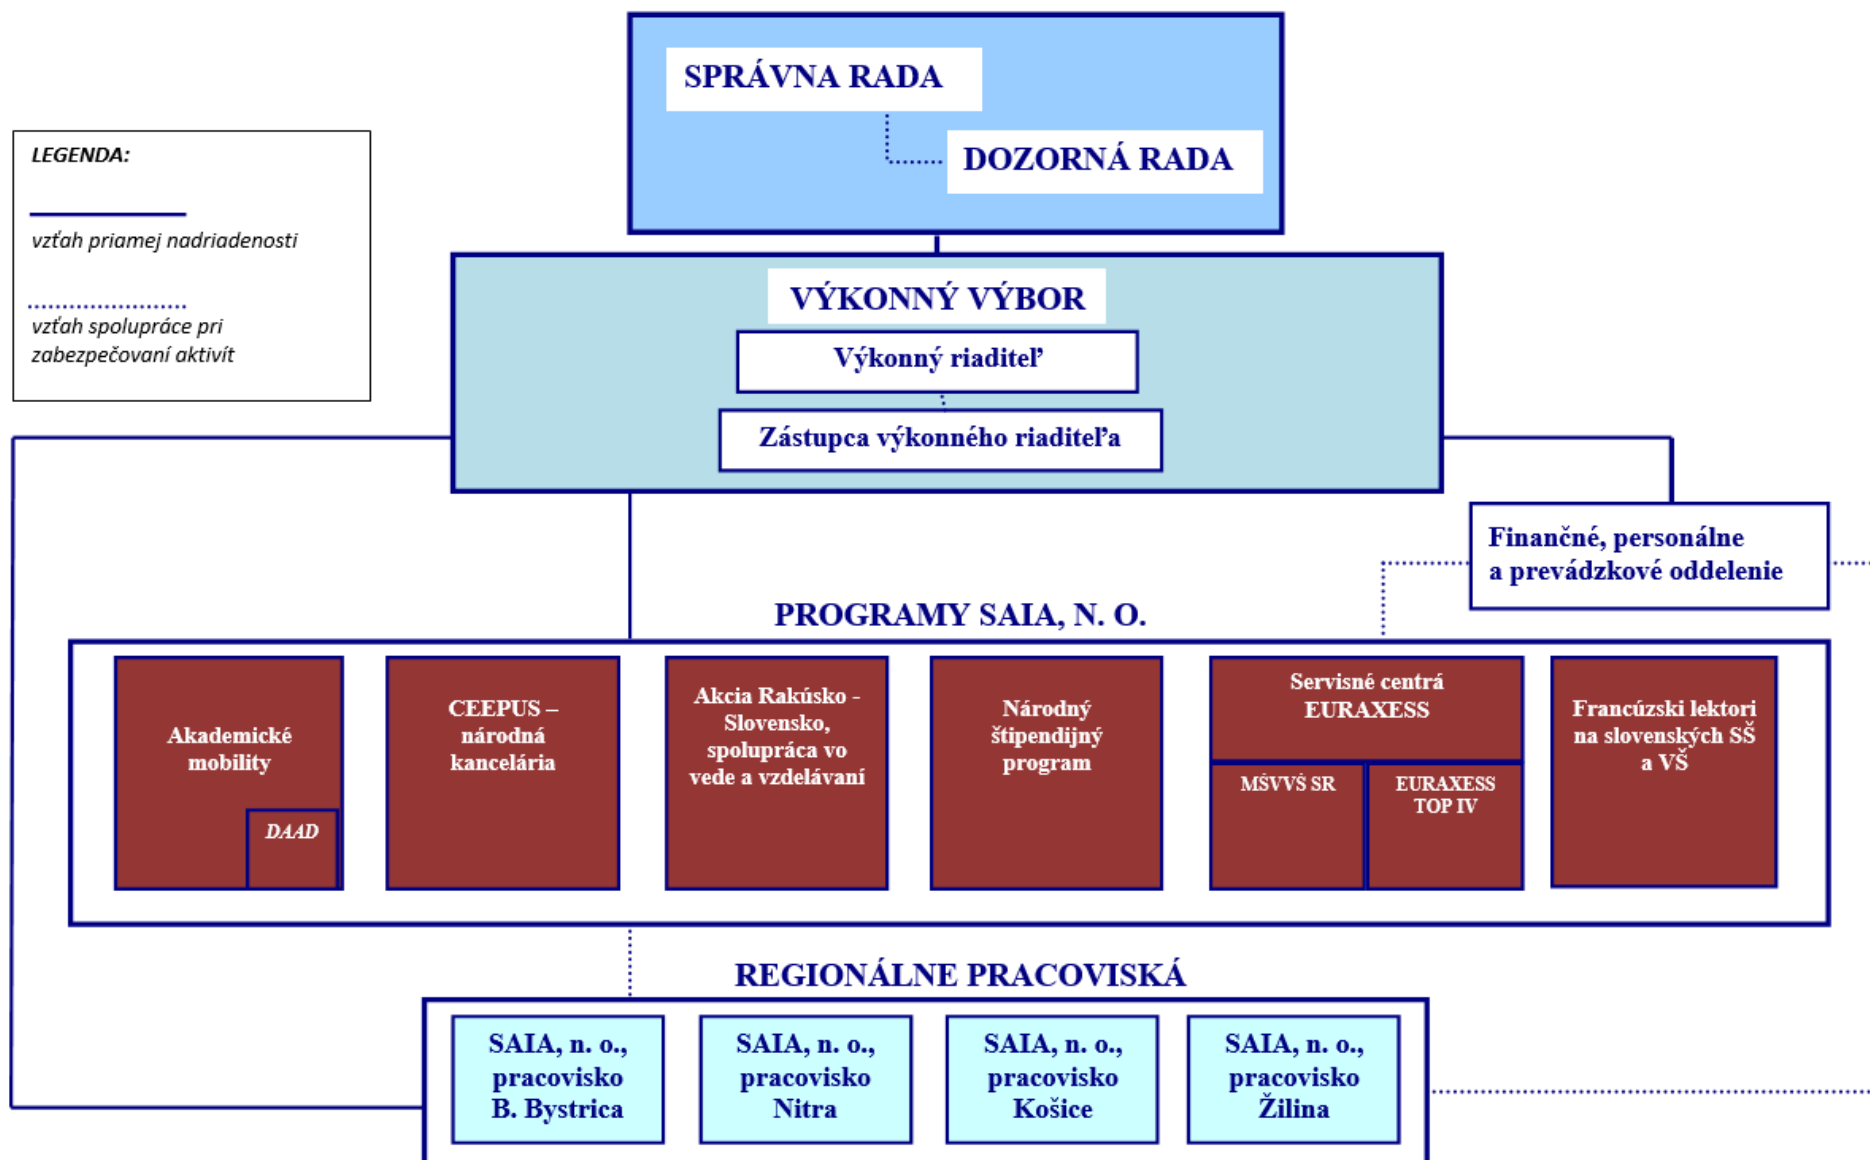 SPRÁVNA RADA
DOZORNÁ RADA
LEGENDA:
vzťah priamej nadriadenosti
vzťah spolupráce pri
zabezpečovaní aktivít
VÝKONNÝ VÝBOR
Výkonný riaditeľ
Zástupca výkonného riaditeľa
Finančné, personálne
a prevádzkové oddelenie
PROGRAMY SAIA, N. O.
Akademické
mobility
DAAD
CEEPUS –
národná
kancelária
Akcia Rakúsko -
Slovensko,
spolupráca vo
vede a vzdelávaní
Národný
štipendijný
program
Servisné centrá
EURAXESS
MŠVVŠ SR
EURAXESS
TOP IV
Francúzski lektori
na slovenských SŠ
a VŠ
REGIONÁLNE PRACOVISKÁ
SAIA, n. o.,
pracovisko
B. Bystrica
SAIA, n. o.,
pracovisko
Nitra
SAIA, n. o.,
pracovisko
Košice
SAIA, n. o.,
pracovisko
Žilina